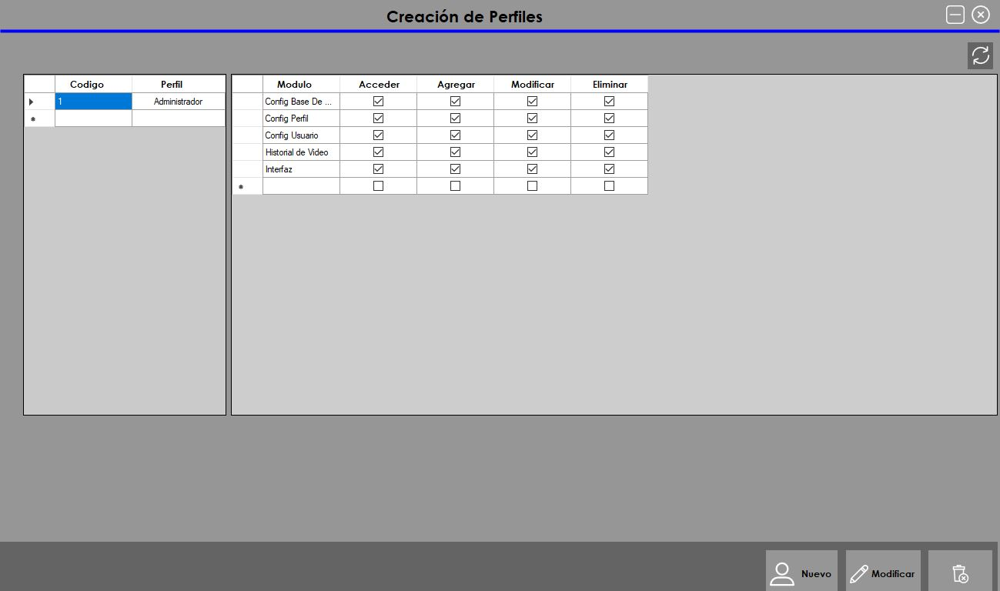 Creación de Perfiles
Codigo Perfil
1 Administrador
Modulo Acceder Agregar Modificar Eliminar
Config Base De ...
Config Perfil
Config Usuario
Historial de Video
Interfaz
Nuevo Modificar